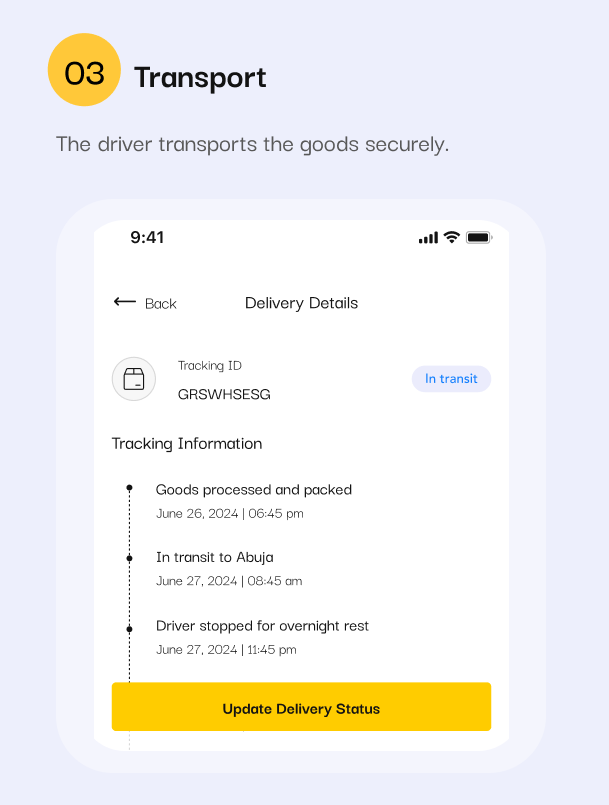 03 Transport
The driver transports the goods securely.
9:41
Back Delivery Details
Tracking ID
GRSWHSESG
In transit
Tracking Information
Goods processed and packed
June 26, 2024 | 06:45 pm
In transit to Abuja
June 27, 2024 | 08:45 am
Driver stopped for overnight rest
June 27, 2024 | 11:45 pm
Update Delivery Status